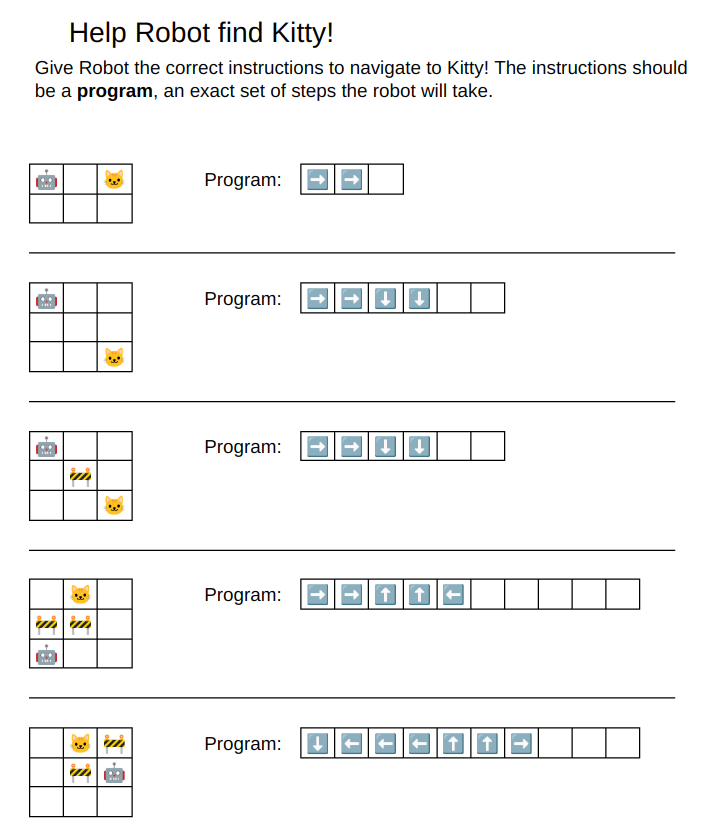 Help Robot find Kitty!
Give Robot the correct instructions to navigate to Kitty! The instructions should
be a program, an exact set of steps the robot will take.
Program:
Program:
Program:
Program:
Program: